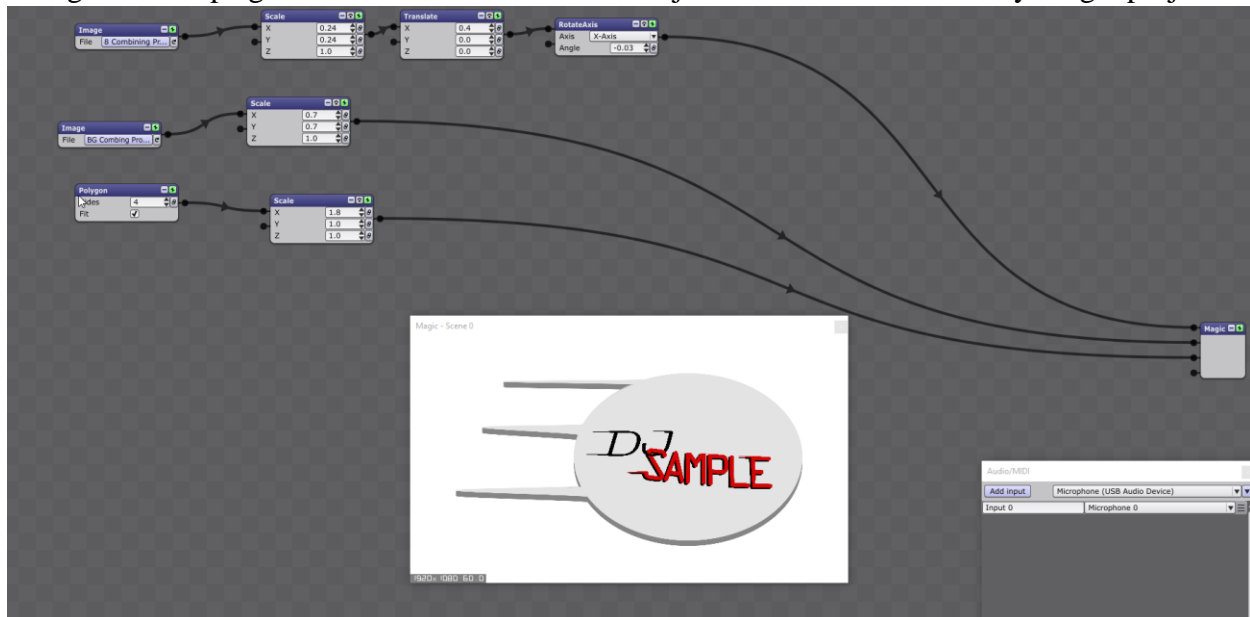 Image
File 8 Combining Pr...
Scale
X 0.24
Y 0.24
Z 1.0
Translate
X 0.4
Y 0.0
Z 0.0
RotateAxis
Axis X-Axis
Angle -0.03
Image
File BG Combing Pro...
Scale
X 0.7
Y 0.7
Z 1.0
Polygon
des 4
Fit
Scale
X 1.8
Y 1.0
Z 1.0
Magic
Magic - Scene 0
DJ
SAMPLE
1920x1080 60.0
Audio/MIDI
Add input Microphone (USB Audio Device)
Input 0 Microphone 0